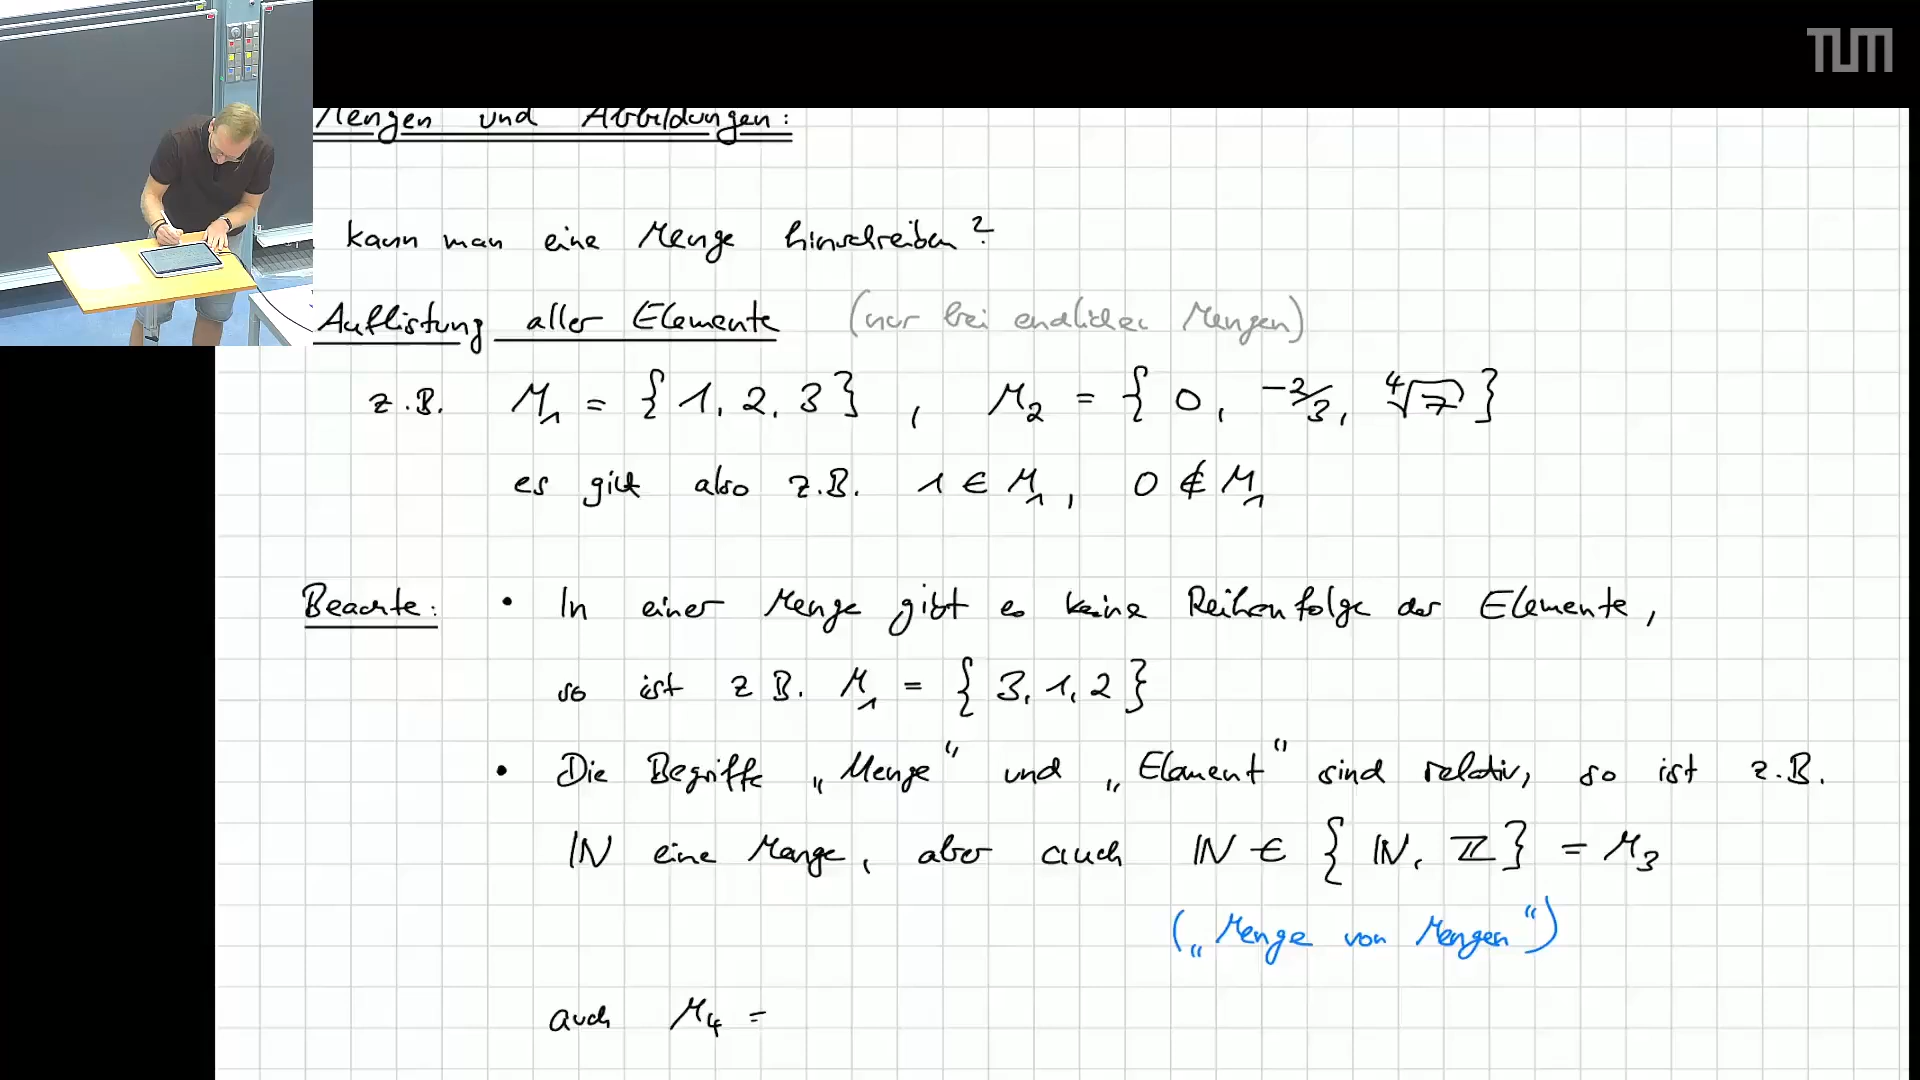 TUM
Mengen und Abbildungen:
kann man eine Menge hinschreiben?
Auflistung aller Elemente (nur bei endlichen Mengen)
z.B. M₁ = {1, 2, 3} , M₂ = {0, -2/3, ∜7}
es gilt also z.B. 1 ∈ M₁, 0 ∉ M₁
Beachte: • In einer Menge gibt es keine Reihenfolge der Elemente,
so ist z B. M₁ = {3, 1, 2}
• Die Begriffe „Menge“ und „Element“ sind relativ, so ist z.B.
ℕ eine Menge, aber auch ℕ ∈ {ℕ, ℤ} = M₃
(„Menge von Mengen“)
auch M₄ =